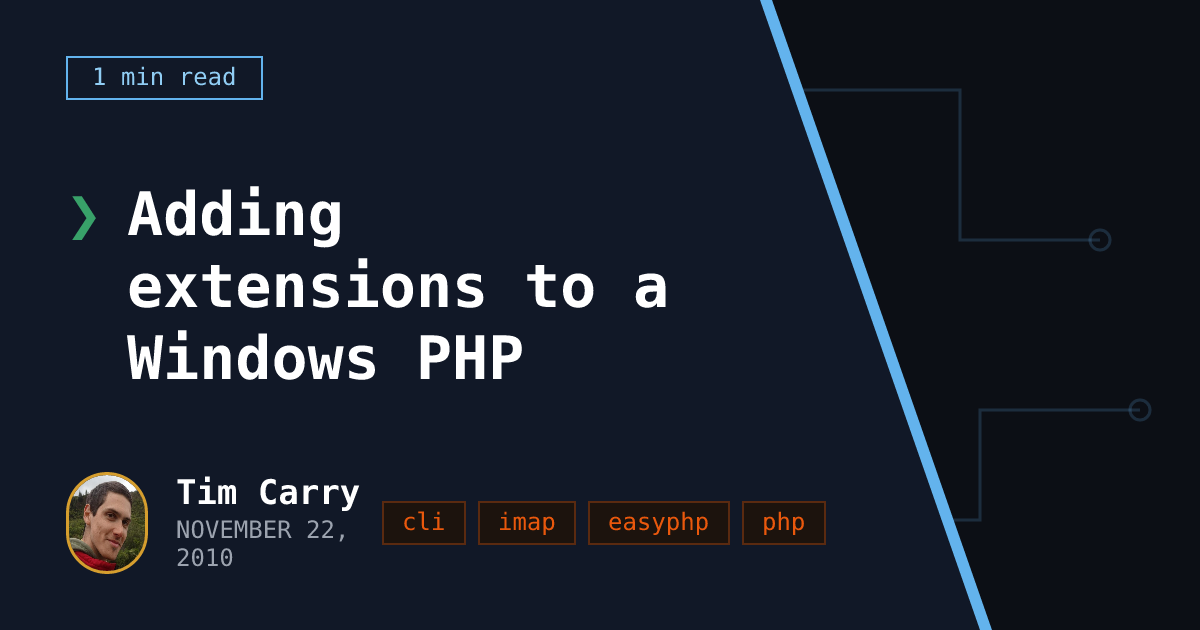 1 min read
❯ Adding
extensions to a
Windows PHP
Tim Carry
NOVEMBER 22,
2010
cli imap easyphp php